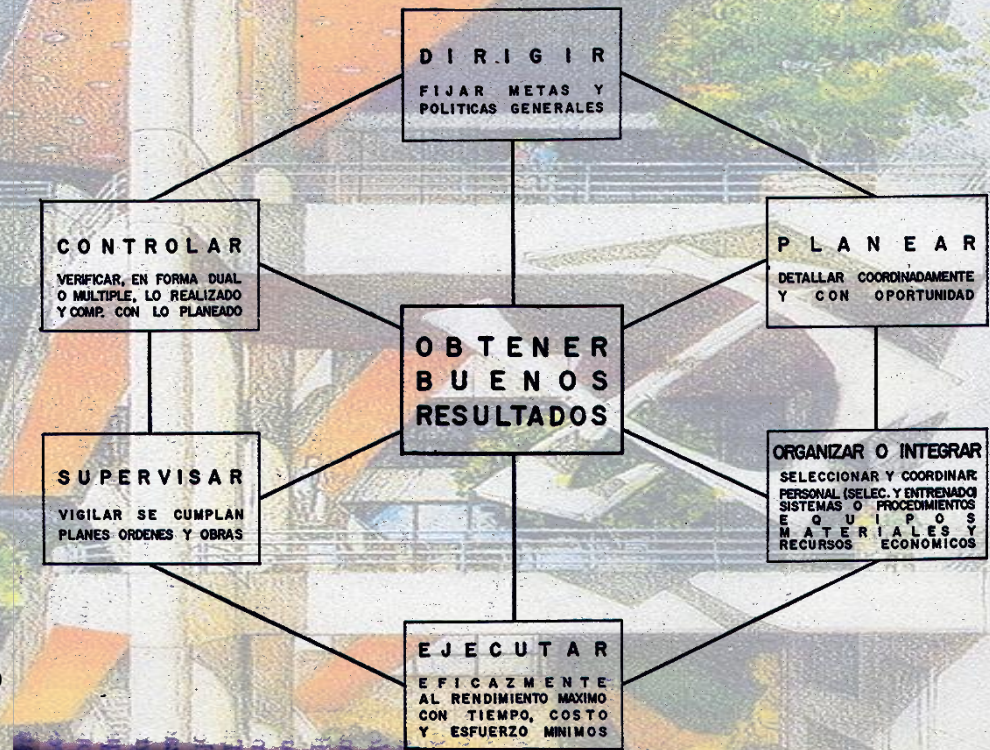 DIRIGIR
FIJAR METAS Y
POLITICAS GENERALES
CONTROLAR
VERIFICAR, EN FORMA DUAL
O MULTIPLE, LO REALIZADO
Y COMP. CON LO PLANEADO
PLANEAR
DETALLAR COORDINADAMENTE
Y CON OPORTUNIDAD
OBTENER
BUENOS
RESULTADOS
SUPERVISAR
VIGILAR SE CUMPLAN
PLANES ORDENES Y OBRAS
ORGANIZAR O INTEGRAR
SELECCIONAR Y COORDINAR
PERSONAL (SELEC. Y ENTRENADO)
SISTEMAS O PROCEDIMIENTOS
EQUIPOS
MATERIALES Y
RECURSOS ECONOMICOS
EJECUTAR
EFICAZMENTE
AL RENDIMIENTO MAXIMO
CON TIEMPO, COSTO
Y ESFUERZO MINIMOS